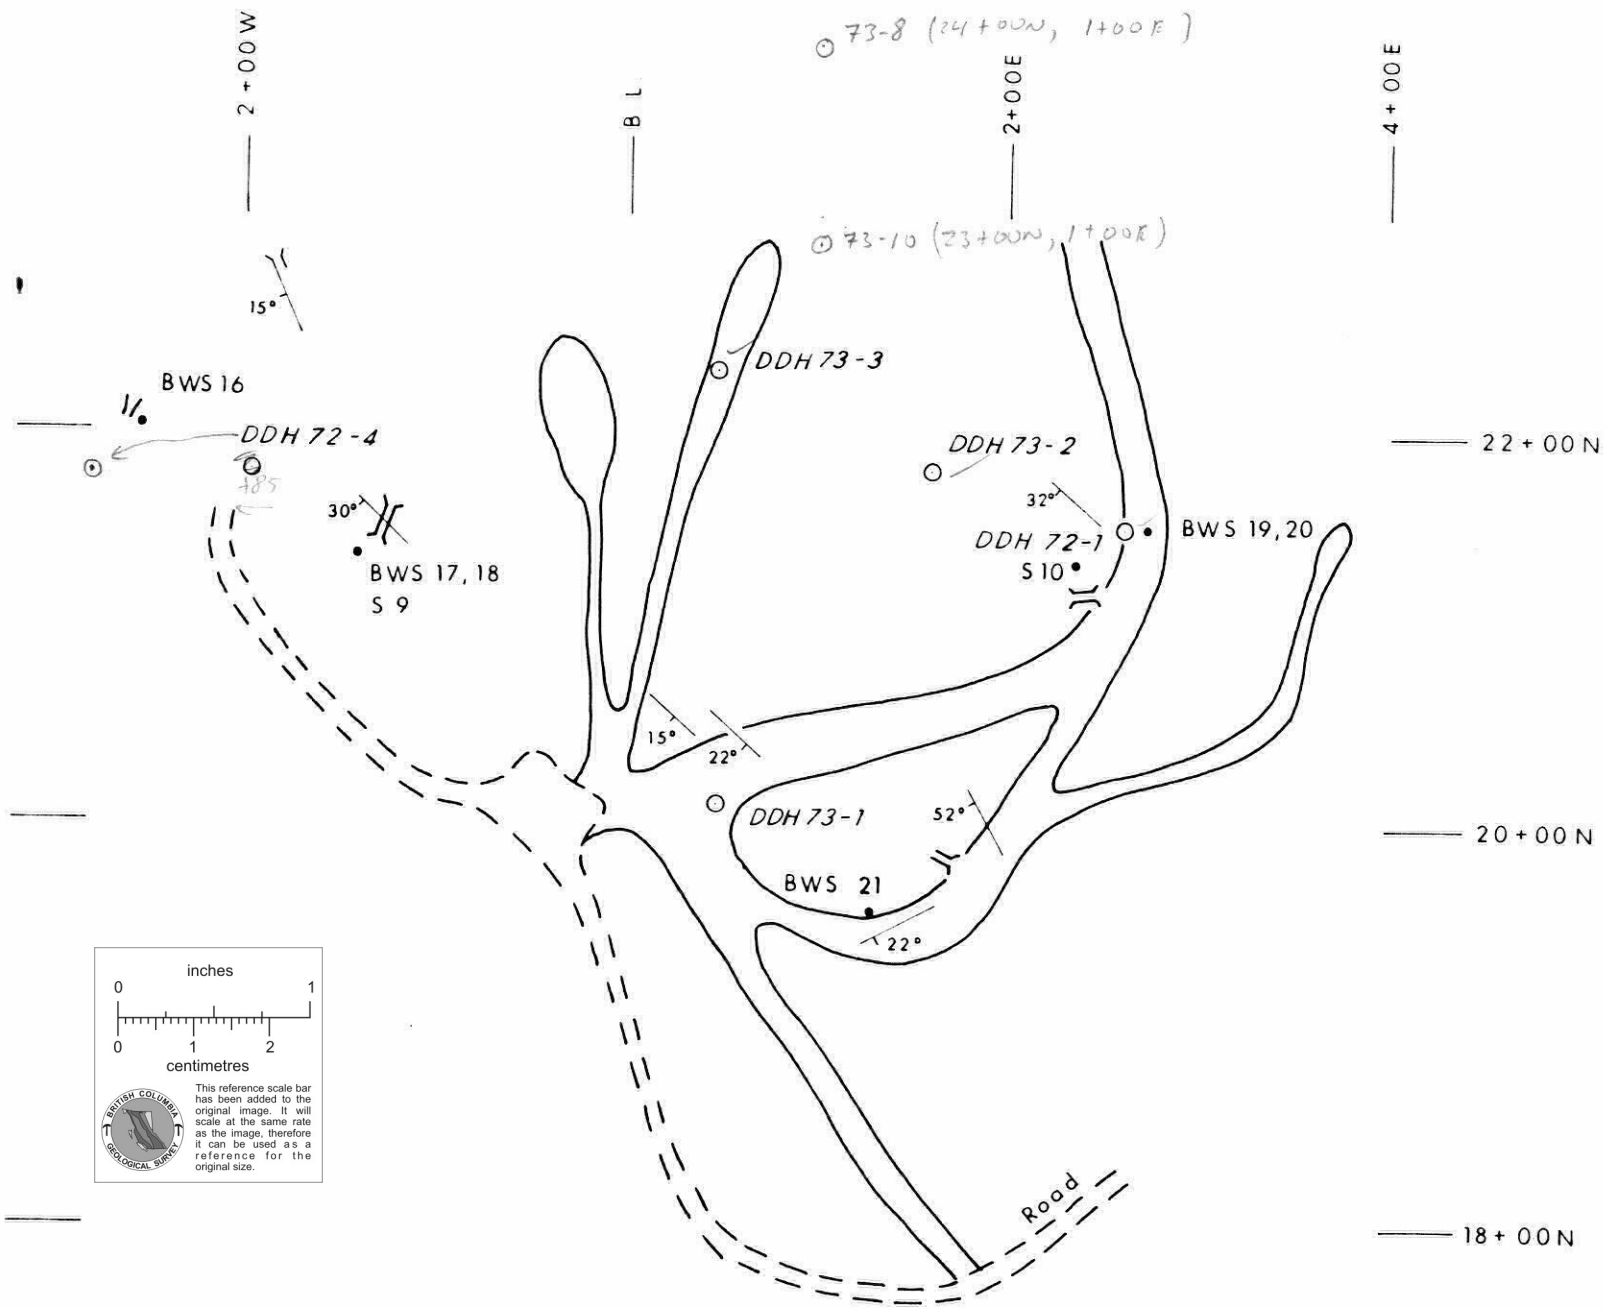 73-8 (24+00N, 1+00E)
2+00W
B L
2+00E
4+00E
73-10 (23+00N, 1+00E)
15°
DDH 73-3
BWS 16
DDH 72-4
+85
DDH 73-2
22+00N
30°
32°
BWS 17, 18
S 9
DDH 72-1
BWS 19, 20
S 10
15°
22°
DDH 73-1
52°
20+00N
BWS 21
22°
inches
0 1
0 1 2
centimetres
BRITISH COLUMBIA
GEOLOGICAL SURVEY
This reference scale bar
has been added to the
original image. It will
scale at the same rate
as the image, therefore
it can be used as a
reference for the
original size.
Road
18+00N